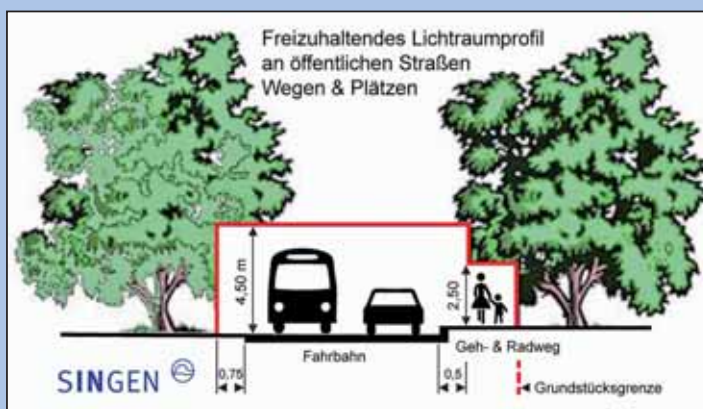 Freizuhaltendes Lichtraumprofil
an öffentlichen Straßen
Wegen & Plätzen
4,50 m
2,50
Fahrbahn
Geh- & Radweg
SINGEN
0,75
0,5
Grundstücksgrenze